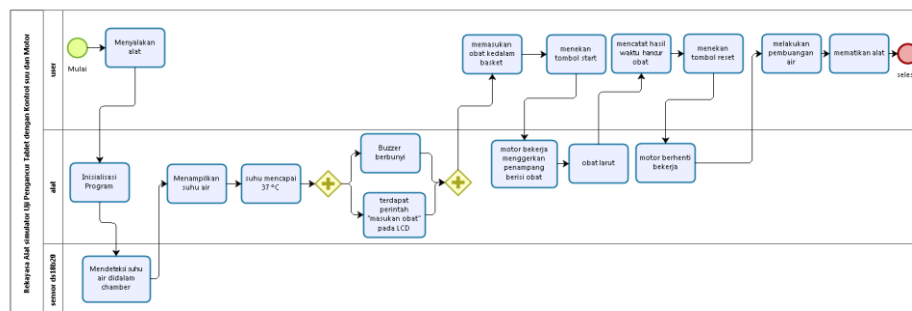 Rekayasa Alat simulator Uji Pengancur Tablet dengan Kontrol suu dan Motor
user
Mulai
Menyalakan
alat
memasukan
obat kedalam
basket
menekan
tombol start
mencatat hasil
waktu hancur
obat
menekan
tombol reset
melakukan
pembuangan
air
mematikan alat
seles
alat
Inisialisasi
Program
Menampilkan
suhu air
suhu mencapai
37 °C
Buzzer
berbunyi
terdapat
perintah
"masukan obat"
pada LCD
motor bekerja
menggerkan
penampang
berisi obat
obat larut
motor berhenti
bekerja
sensor ds18b20
Mendeteksi suhu
air didalam
chamber